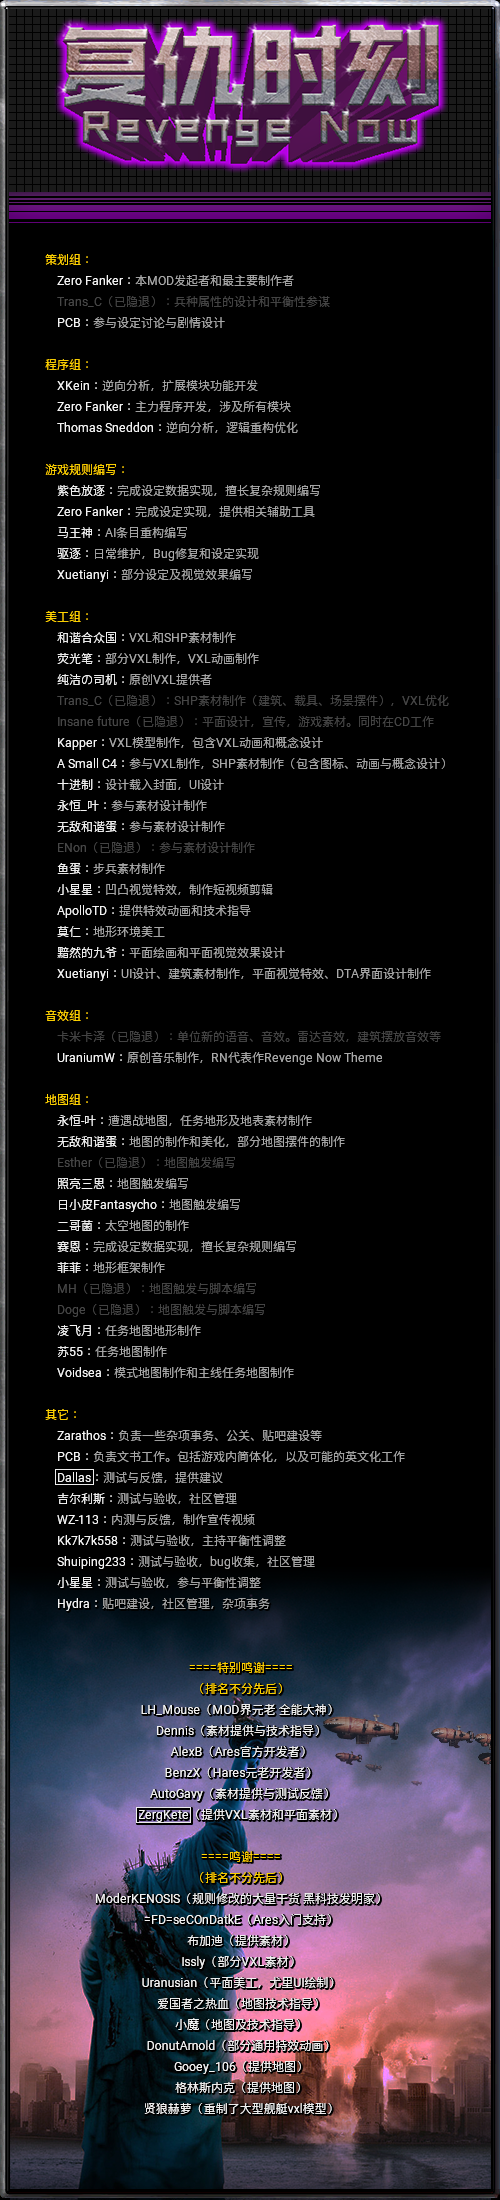 复仇时刻
Revenge Now
策划组：
Zero Fanker：本MOD发起者和最主要制作者
Trans_C（已隐退）：兵种属性的设计和平衡性参谋
PCB：参与设定讨论与剧情设计
程序组：
XKein：逆向分析，扩展模块功能开发
Zero Fanker：主力程序开发，涉及所有模块
Thomas Sneddon：逆向分析，逻辑重构优化
游戏规则编写：
紫色放逐：完成设定数据实现，擅长复杂规则编写
Zero Fanker：完成设定实现，提供相关辅助工具
马王神：AI条目重构编写
驱逐：日常维护，Bug修复和设定实现
Xuetianyi：部分设定及视觉效果编写
美工组：
和谐合众国：VXL和SHP素材制作
荧光笔：部分VXL制作，VXL动画制作
纯洁の司机：原创VXL提供者
Trans_C（已隐退）：SHP素材制作（建筑、载具、场景摆件），VXL优化
Insane future（已隐退）：平面设计，宣传，游戏素材。同时在CD工作
Kapper：VXL模型制作，包含VXL动画和概念设计
A Small C4：参与VXL制作，SHP素材制作（包含图标、动画与概念设计）
十进制：设计载入封面，UI设计
永恒_叶：参与素材设计制作
无敌和谐蛋：参与素材设计制作
ENon（已隐退）：参与素材设计制作
鱼蛋：步兵素材制作
小星星：凹凸视觉特效，制作短视频剪辑
ApolloTD：提供特效动画和技术指导
莫仁：地形环境美工
黯然的九爷：平面绘画和平面视觉效果设计
Xuetianyi：UI设计、建筑素材制作，平面视觉特效、DTA界面设计制作
音效组：
卡米卡泽（已隐退）：单位新的语音、音效。雷达音效，建筑摆放音效等
UraniumW：原创音乐制作，RN代表作Revenge Now Theme
地图组：
永恒-叶：遭遇战地图，任务地形及地表素材制作
无敌和谐蛋：地图的制作和美化，部分地图摆件的制作
Esther（已隐退）：地图触发编写
照亮三思：地图触发编写
日小皮Fantasycho：地图触发编写
二哥菌：太空地图的制作
赛恩：完成设定数据实现，擅长复杂规则编写
菲菲：地形框架制作
MH（已隐退）：地图触发与脚本编写
Doge（已隐退）：地图触发与脚本编写
凌飞月：任务地图地形制作
苏55：任务地图制作
Voidsea：模式地图制作和主线任务地图制作
其它：
Zarathos：负责一些杂项事务、公关、贴吧建设等
PCB：负责文书工作。包括游戏内简体化，以及可能的英文化工作
Dallas：测试与反馈，提供建议
吉尔利斯：测试与验收，社区管理
WZ-113：内测与反馈，制作宣传视频
Kk7k7k558：测试与验收，主持平衡性调整
Shuiping233：测试与验收，bug收集，社区管理
小星星：测试与验收，参与平衡性调整
Hydra：贴吧建设，社区管理，杂项事务
====特别鸣谢====
（排名不分先后）
LH_Mouse（MOD界元老 全能大神）
Dennis（素材提供与技术指导）
AlexB（Ares官方开发者）
BenzX（Hares元老开发者）
AutoGavy（素材提供与测试反馈）
ZergKete（提供VXL素材和平面素材）
====鸣谢====
（排名不分先后）
ModerKENOSIS（规则修改的大量干货 黑科技发明家）
=FD=seCOnDatkE（Ares入门支持）
布加迪（提供素材）
Issly（部分VXL素材）
Uranusian（平面美工，尤里UI绘制）
爱国者之热血（地图技术指导）
小魔（地图及技术指导）
DonutArnold（部分通用特效动画）
Gooey_106（提供地图）
格林斯内克（提供地图）
贤狼赫萝（重制了大型舰艇vxl模型）